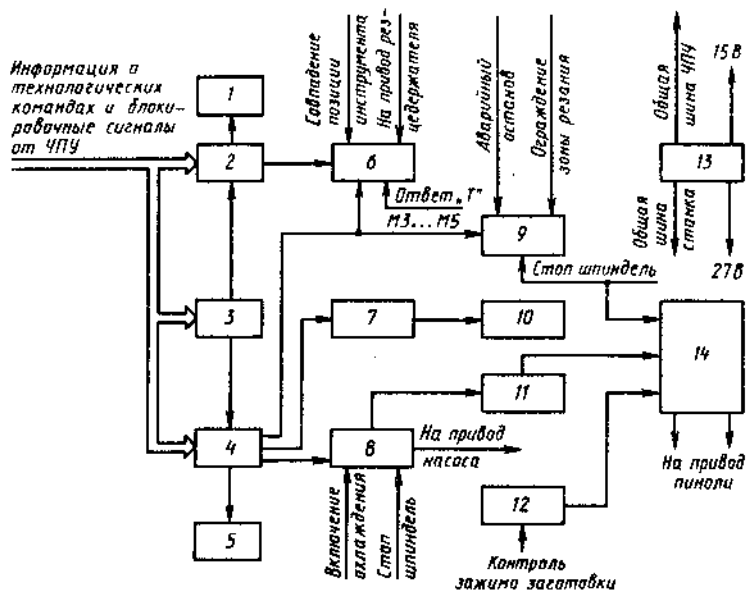 Информация о
технологических
командах и блоки-
ровочные сигналы
от ЧПУ
Совпадение
позиции
инструмента
На привод рез-
цедержателя
Аварийный
останов
Ограждение
зоны резания
Общая
шина ЧПУ
15В
1
2
6
13
Ответ „Т"
М3...М5
9
Общая
шина
станка
27В
Стоп шпиндель
3
7
10
14
11
4
8
На привод
насоса
На привод
пиноли
5
Включение
охлаждения
Стоп
шпиндель
12
Контроль
зажима заготовки